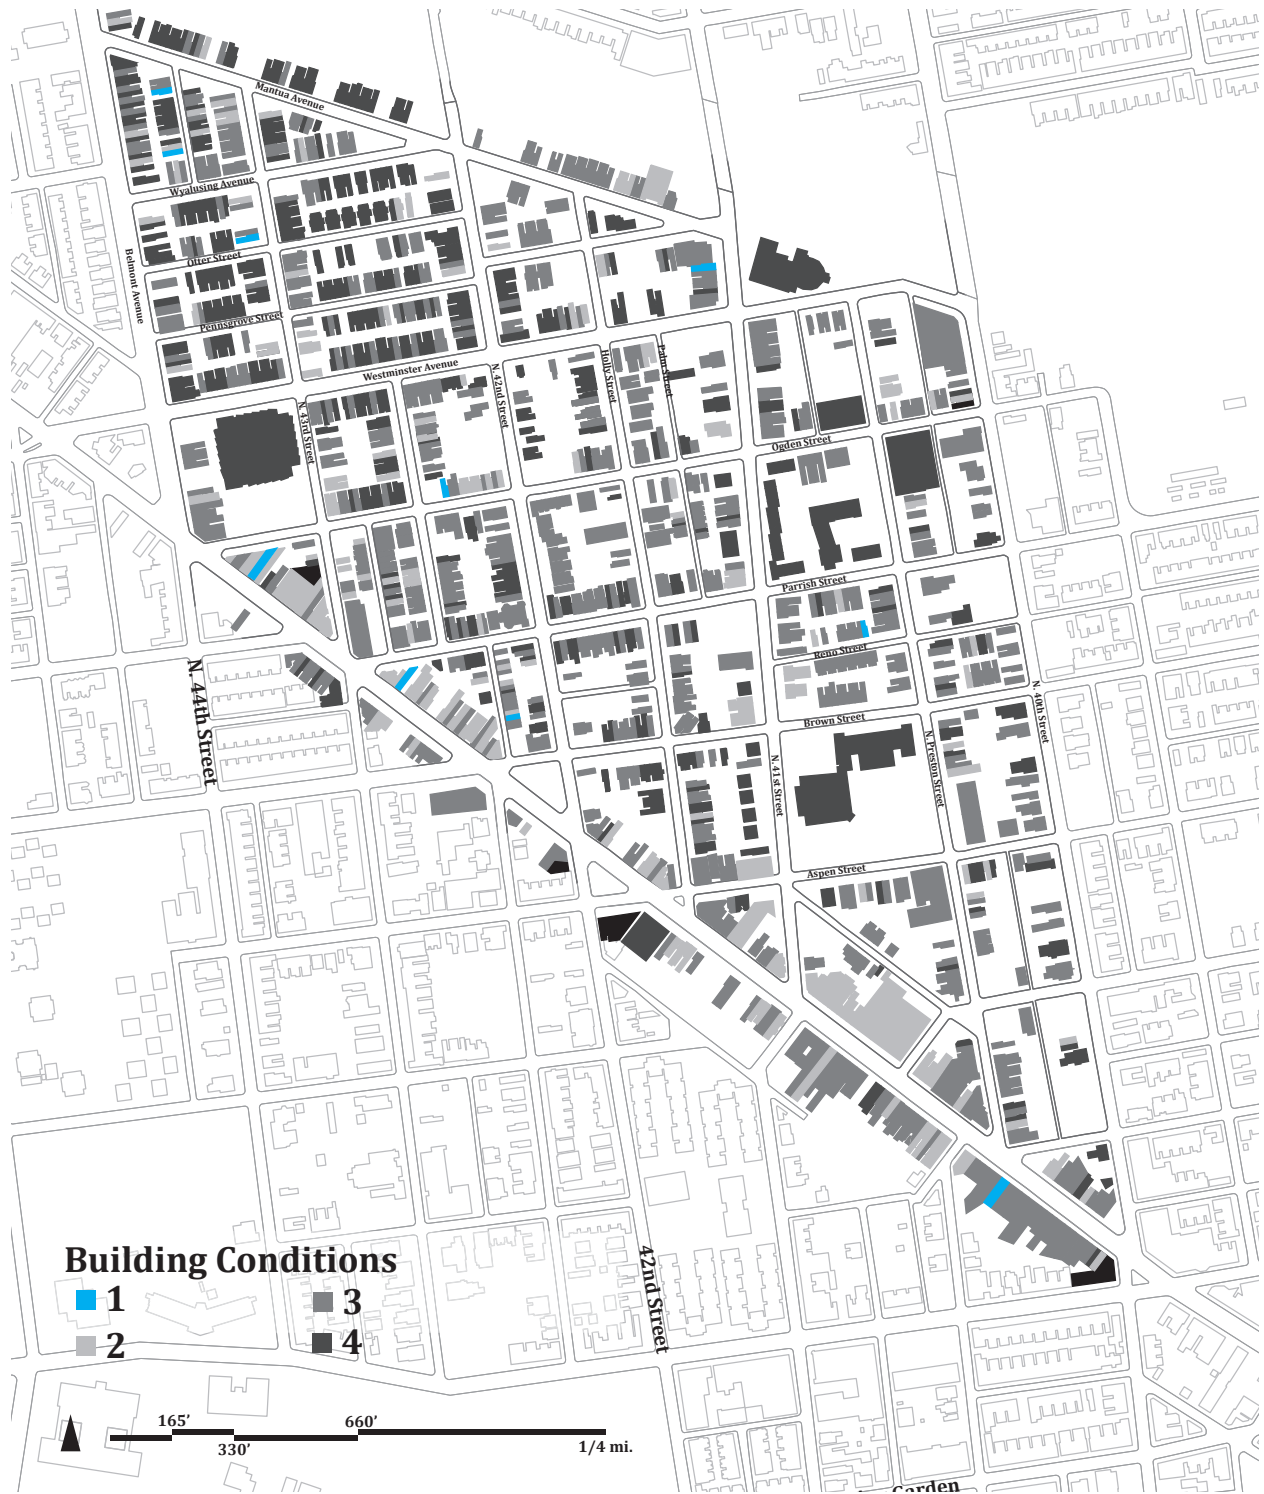 Mantua Avenue
Wyalusing Avenue
Olter Street
Belmont Avenue
Pennsgrove Street
Westminster Avenue
N. 43rd Street
N. 42nd Street
Holly Street
Palm Street
Ogden Street
Parrish Street
Reno Street
N. 44th Street
Brown Street
N. 40th Street
N. Preston Street
N. 41st Street
Aspen Street
42nd Street
Building Conditions
1
2
3
4
165'
330'
660'
1/4 mi.
Garden